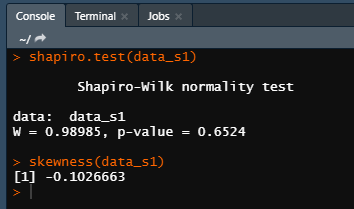 Console Terminal × Jobs ×
~/
> shapiro.test(data_s1)
Shapiro-Wilk normality test
data:  data_s1
W = 0.98985, p-value = 0.6524
> skewness(data_s1)
[1] -0.1026663
>